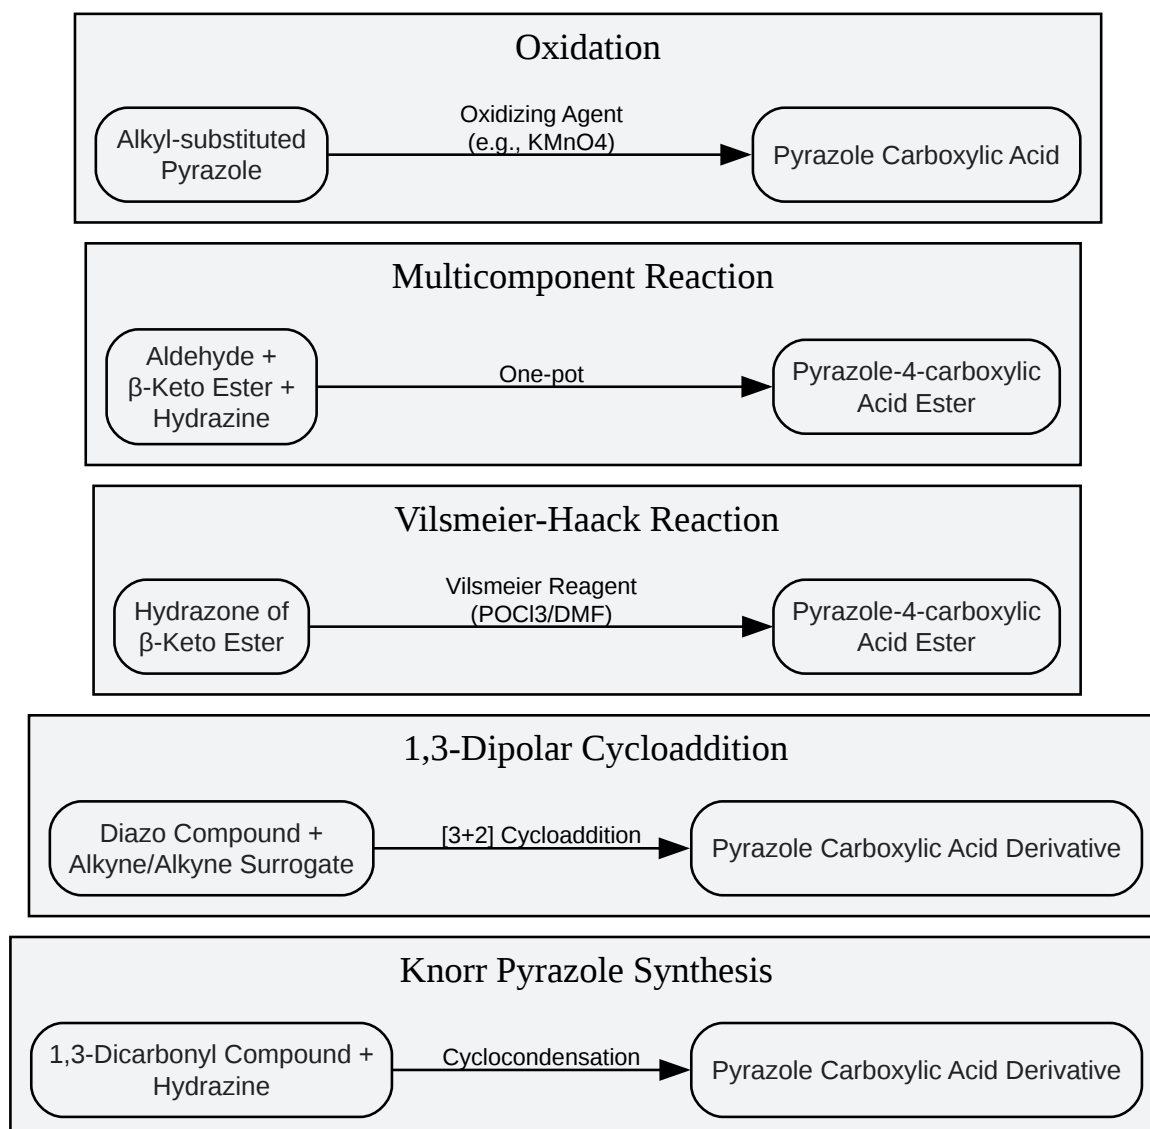 Oxidation
Alkyl-substituted
Pyrazole
Oxidizing Agent
(e.g., KMnO4)
Pyrazole Carboxylic Acid
Multicomponent Reaction
Aldehyde +
β-Keto Ester +
Hydrazine
One-pot
Pyrazole-4-carboxylic
Acid Ester
Vilsmeier-Haack Reaction
Hydrazone of
β-Keto Ester
Vilsmeier Reagent
(POCl3/DMF)
Pyrazole-4-carboxylic
Acid Ester
1,3-Dipolar Cycloaddition
Diazo Compound +
Alkyne/Alkyne Surrogate
[3+2] Cycloaddition
Pyrazole Carboxylic Acid Derivative
Knorr Pyrazole Synthesis
1,3-Dicarbonyl Compound +
Hydrazine
Cyclocondensation
Pyrazole Carboxylic Acid Derivative